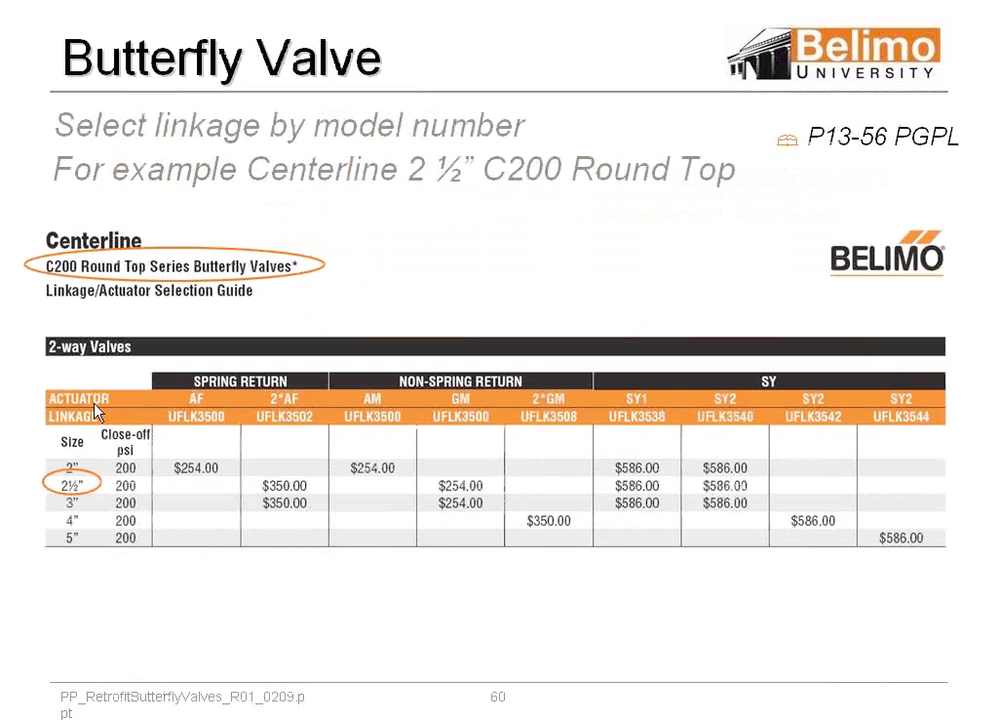 Butterfly Valve
Belimo
UNIVERSITY
Select linkage by model number
P13-56 PGPL
For example Centerline 2 ½” C200 Round Top
Centerline
C200 Round Top Series Butterfly Valves*
Linkage/Actuator Selection Guide
BELIMO®
2-way Valves
SPRING RETURN NON-SPRING RETURN SY
ACTUATOR AF 2*AF AM GM 2*GM SY1 SY2 SY2 SY2
LINKAGE UFLK3500 UFLK3502 UFLK3500 UFLK3500 UFLK3508 UFLK3538 UFLK3540 UFLK3542 UFLK3544
Size Close-off psi
2” 200 $254.00 $254.00 $586.00 $586.00
2½” 200 $350.00 $254.00 $586.00 $586.00
3” 200 $350.00 $254.00 $586.00 $586.00
4” 200 $350.00 $586.00
5” 200 $586.00
PP_RetrofitButterflyValves_R01_0209.p
pt
60